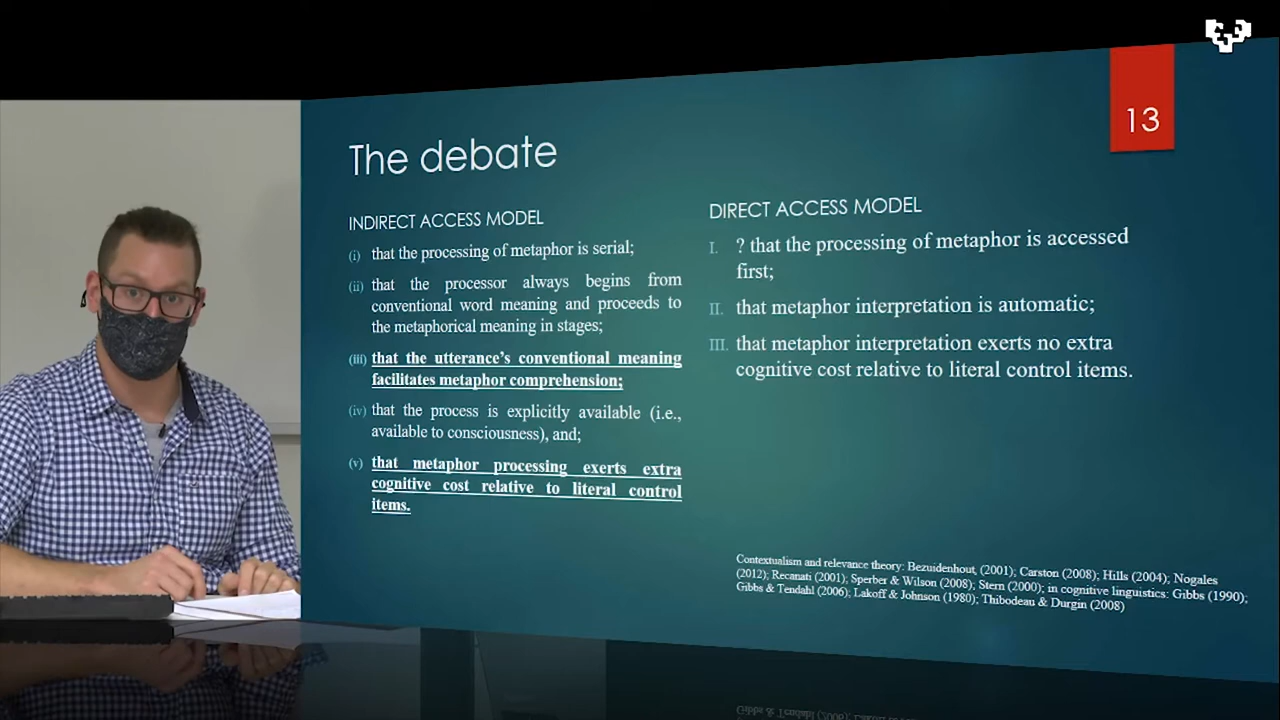 13
The debate
INDIRECT ACCESS MODEL
(i) that the processing of metaphor is serial;
(ii) that the processor always begins from
conventional word meaning and proceeds to
the metaphorical meaning in stages;
(iii) that the utterance's conventional meaning
facilitates metaphor comprehension;
(iv) that the process is explicitly available (i.e.,
available to consciousness), and;
(v) that metaphor processing exerts extra
cognitive cost relative to literal control
items.
DIRECT ACCESS MODEL
I. ? that the processing of metaphor is accessed
first;
II. that metaphor interpretation is automatic;
III. that metaphor interpretation exerts no extra
cognitive cost relative to literal control items.
Contextualism and relevance theory: Bezuidenhout, (2001); Carston (2008); Hills (2004); Nogales
(2012); Recanati (2001); Sperber & Wilson (2008); Stern (2000); in cognitive linguistics: Gibbs (1990);
Gibbs & Tendahl (2006); Lakoff & Johnson (1980); Thibodeau & Durgin (2008)